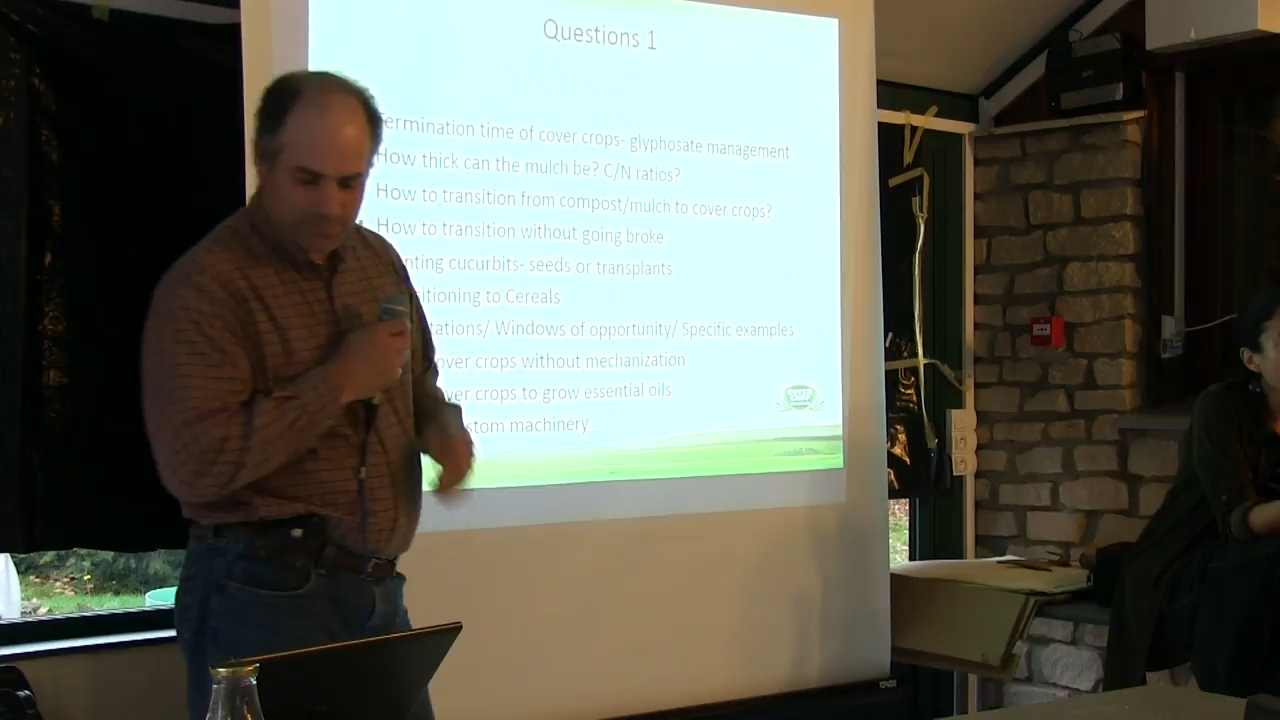 Questions 1
Termination time of cover crops- glyphosate management
How thick can the mulch be? C/N ratios?
How to transition from compost/mulch to cover crops?
How to transition without going broke
nting cucurbits- seeds or transplants
itioning to Cereals
tations/ Windows of opportunity/ Specific examples
over crops without mechanization
ver crops to grow essential oils
stom machinery